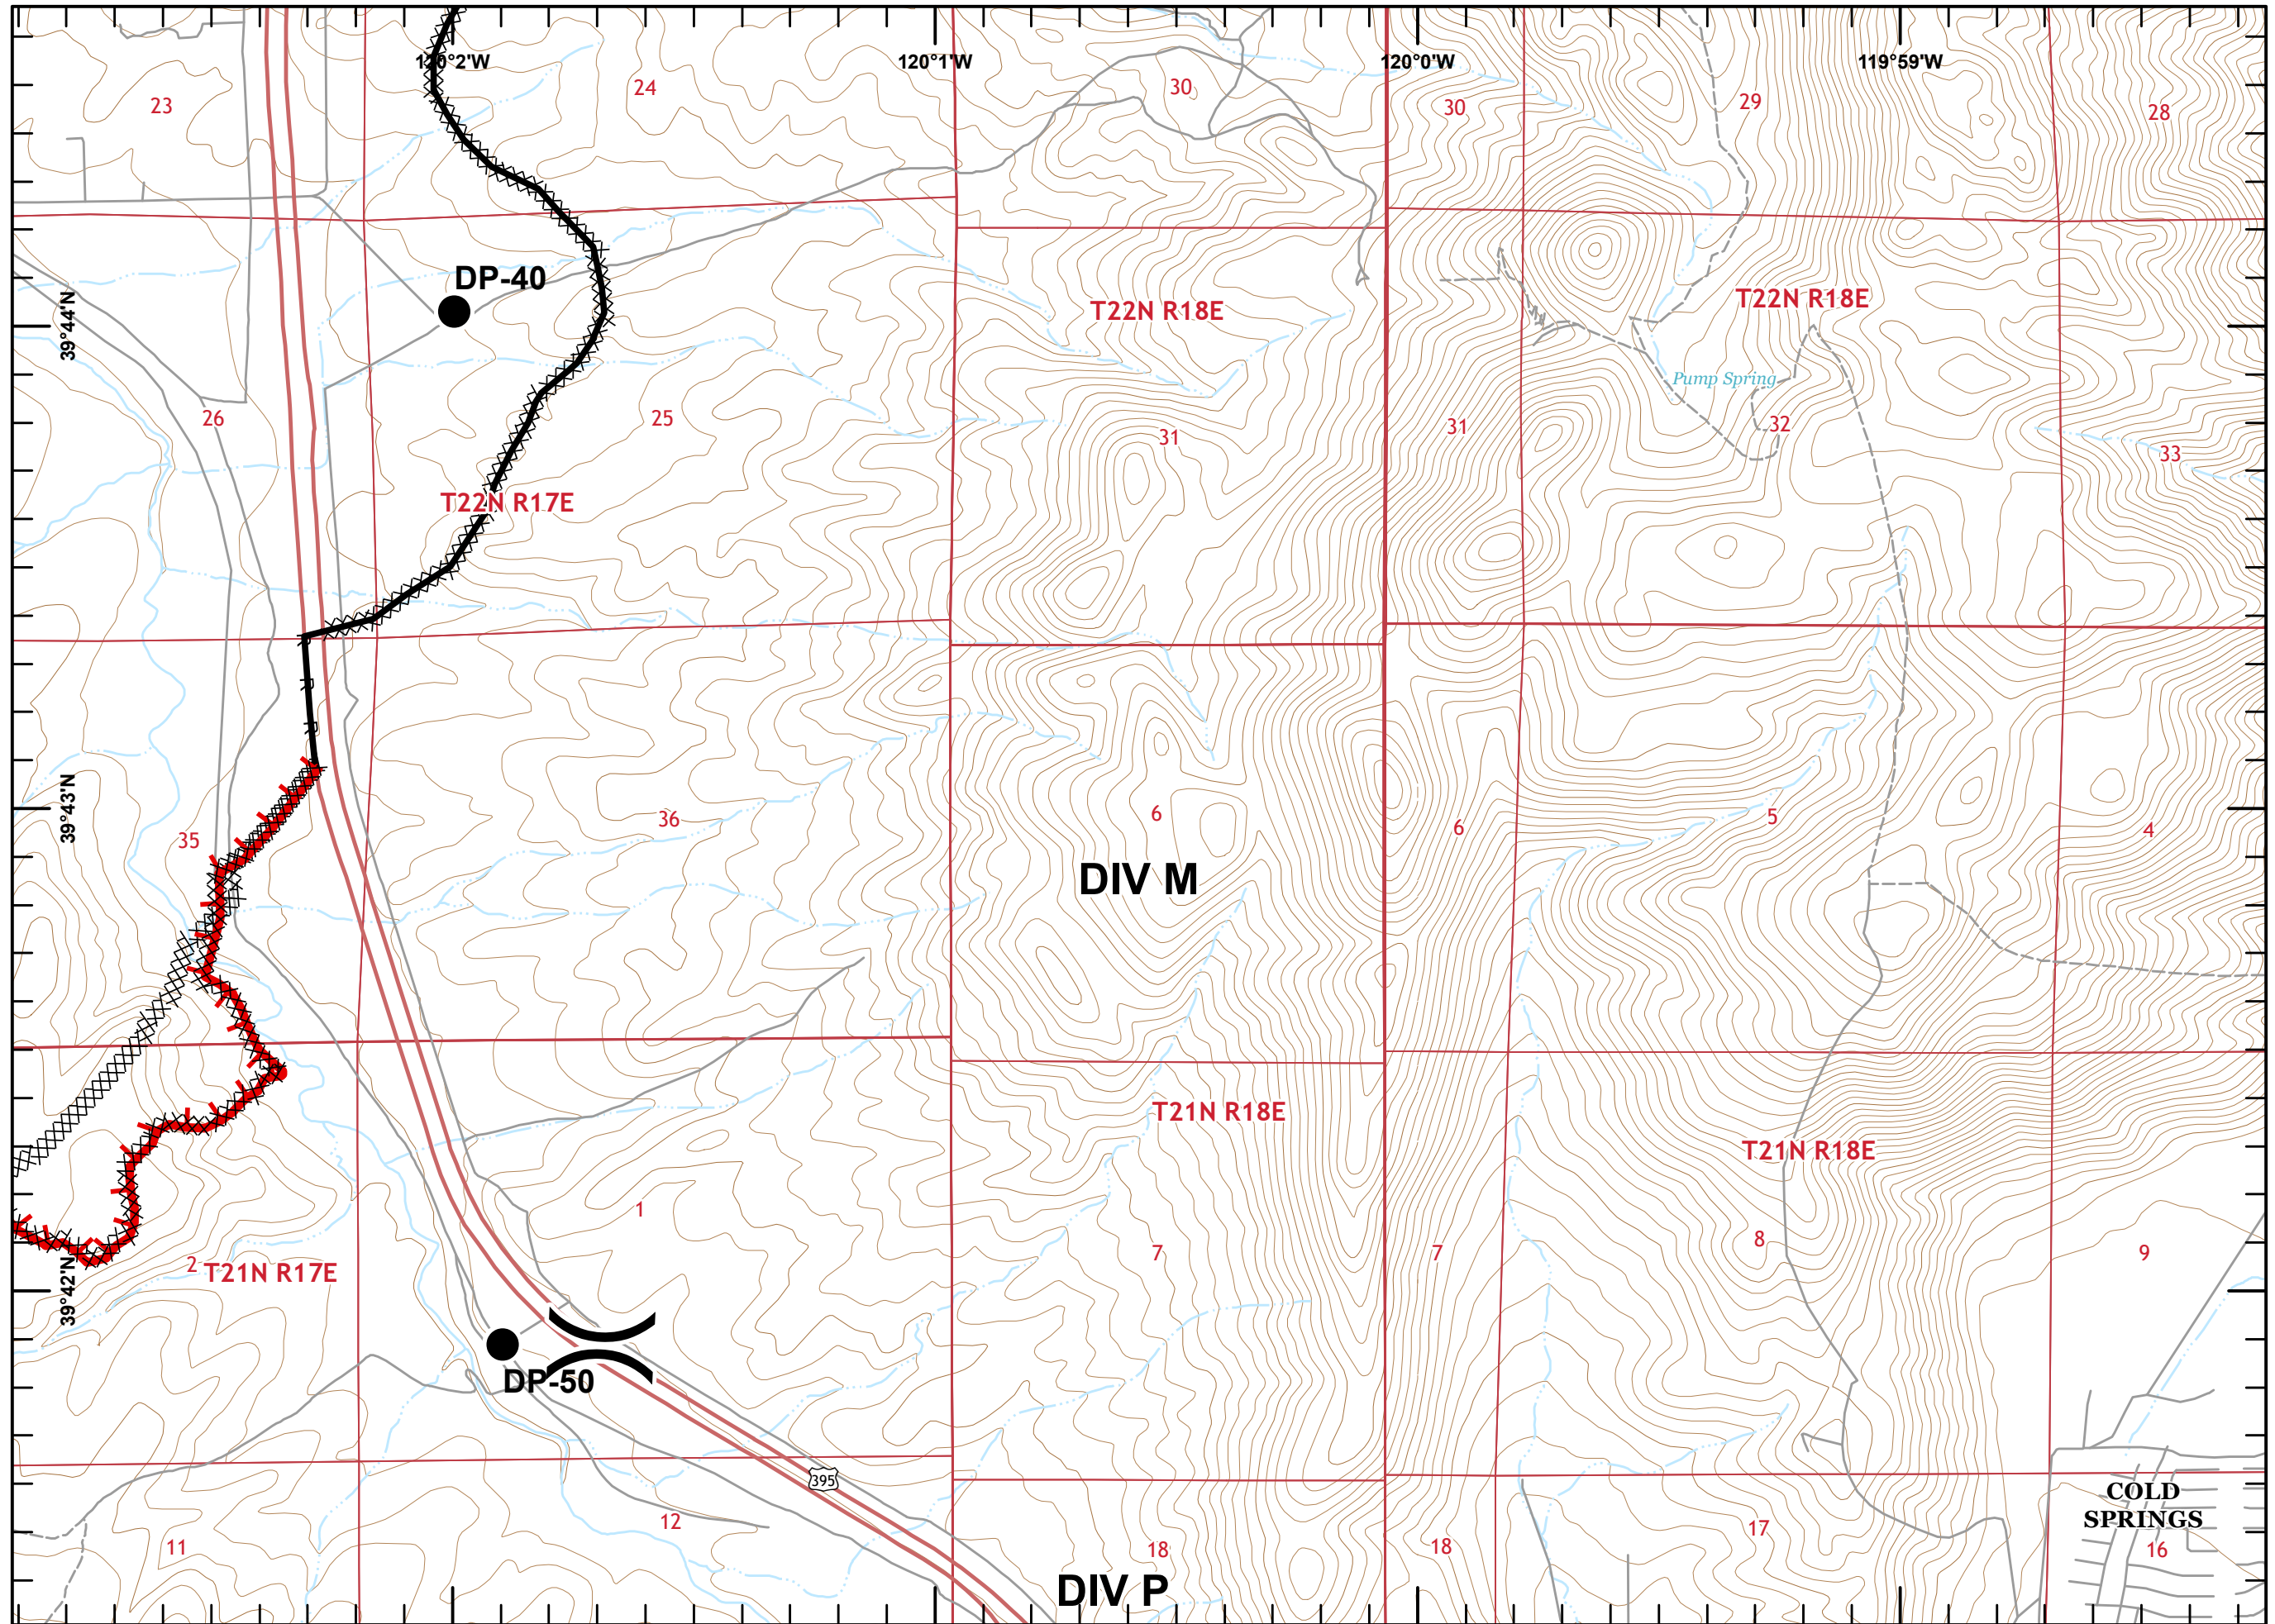 120°2'W
120°1'W
120°0'W
119°59'W
23
24
30
30
29
28
DP-40
39°44'N
T22N R18E
T22N R18E
Pump Spring
26
25
31
31
32
33
T22N R17E
R
R
39°43'N
35
36
6
6
5
4
DIV M
T21N R18E
T21N R18E
1
7
7
8
9
2
T21N R17E
39°42'N
DP-50
395
COLD
SPRINGS
11
12
18
18
17
16
DIV P